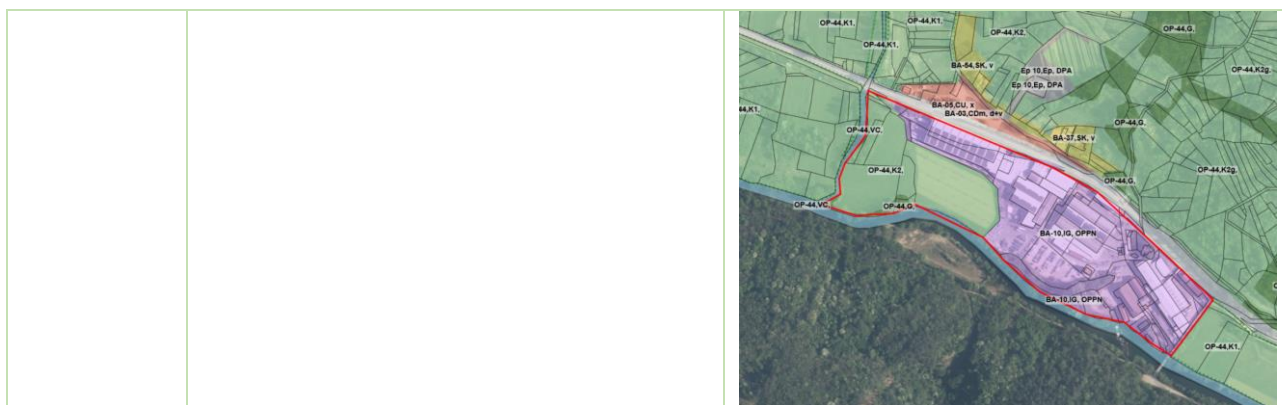 OP-44,K1.
OP-44,K1.
OP-44,K1.
OP-44,K2.
OP-44,G.
OP-44,K2g.
BA-54,SK, v
Ep 10,Ep, DPA
Ep 10,Ep, DPA
44,K1.
BA-05,CU, x
BA-03,CDm, d+v
OP-44,G.
OP-44,VC.
BA-37,SK, v
OP-44,K2.
OP-44,K2g.
OP-44,G.
OP-44,VC.
OP-44,G.
BA-10,IG, OPPN
BA-10,IG, OPPN
OP-44,K1.